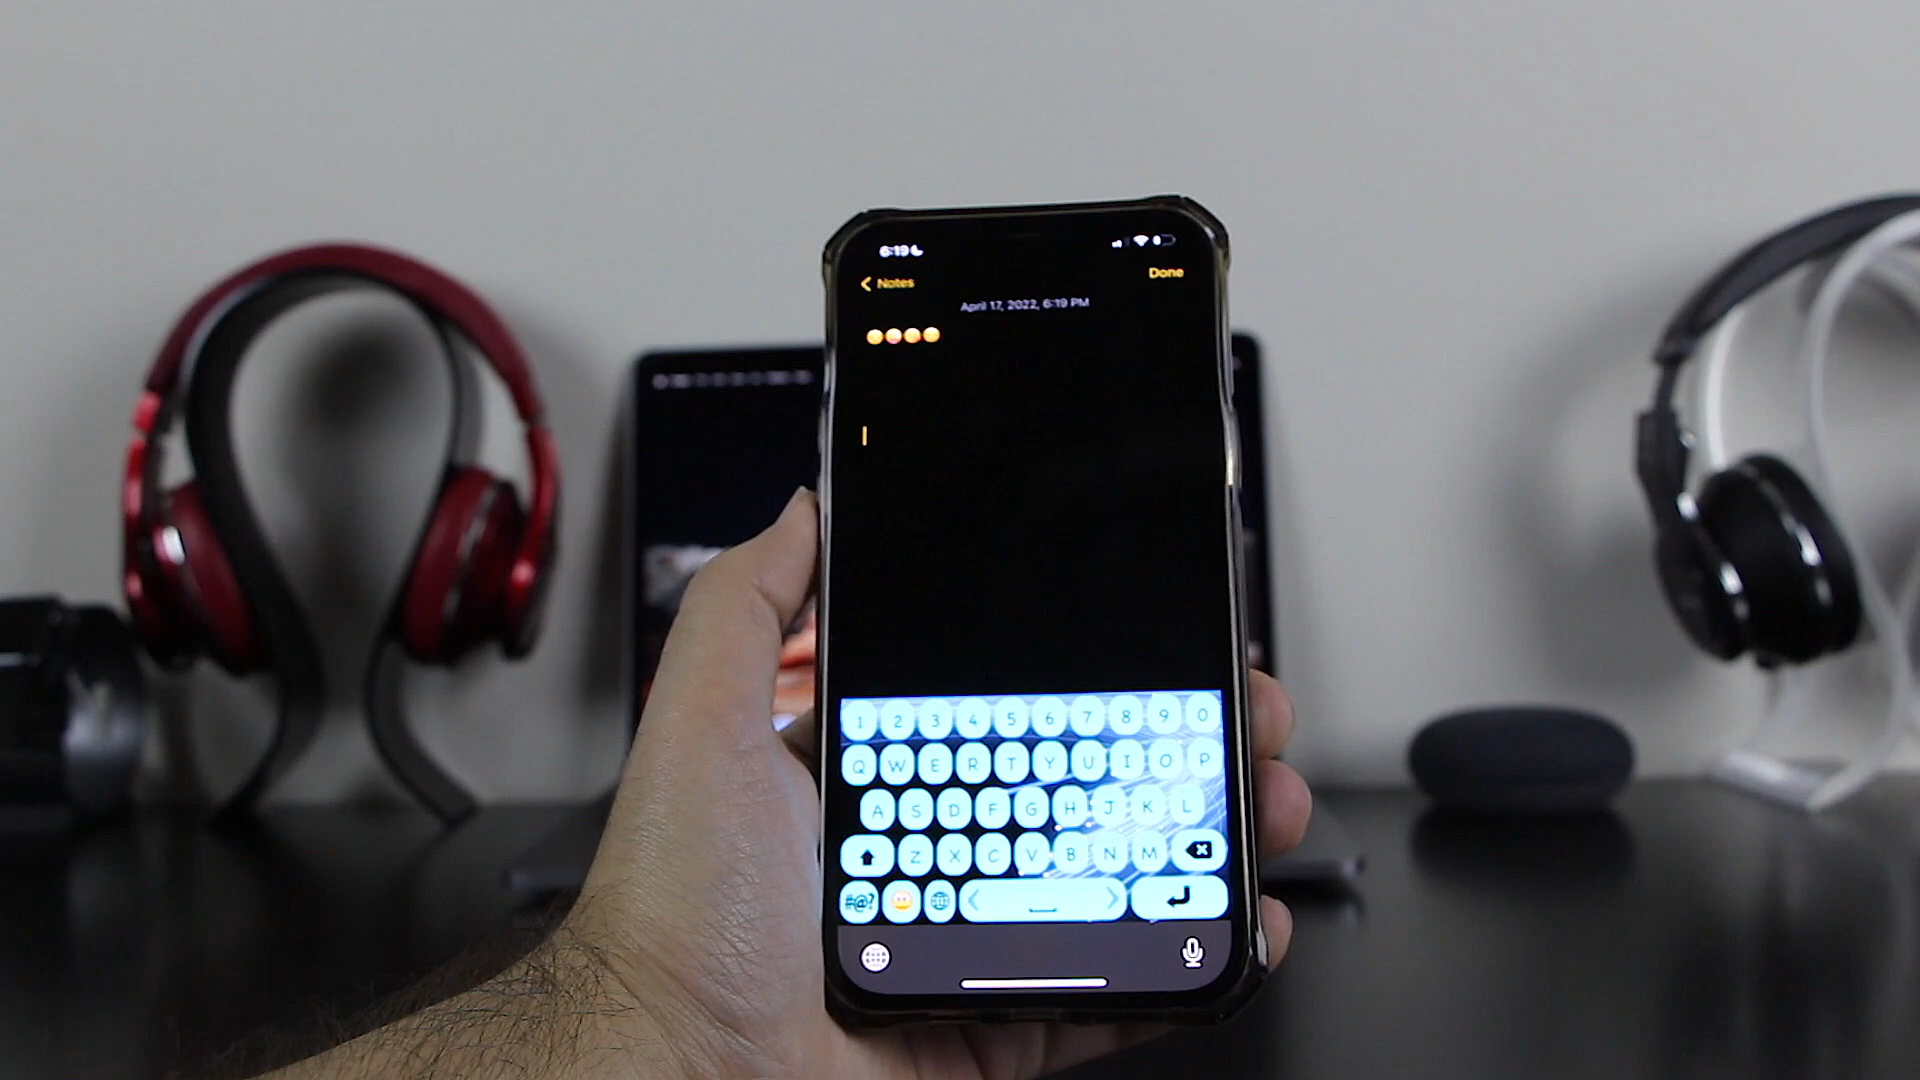 6:19
Notes
Done
April 17, 2022, 6:19 PM
1 2 3 4 5 6 7 8 9 0
Q W E R T Y U I O P
A S D F G H J K L
Z X C V B N M
#@?